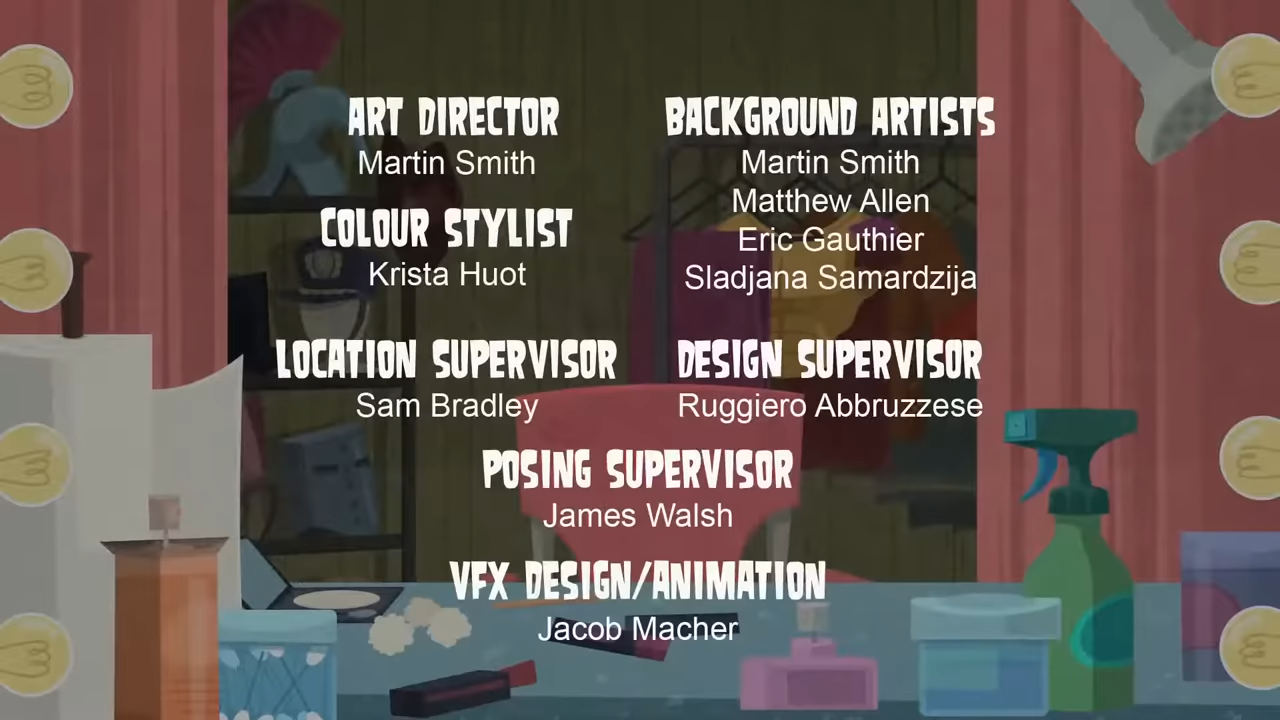 ART DIRECTOR
Martin Smith
COLOUR STYLIST
Krista Huot
BACKGROUND ARTISTS
Martin Smith
Matthew Allen
Eric Gauthier
Sladjana Samardzija
LOCATION SUPERVISOR
Sam Bradley
DESIGN SUPERVISOR
Ruggiero Abbruzzese
POSING SUPERVISOR
James Walsh
VFX DESIGN/ANIMATION
Jacob Macher